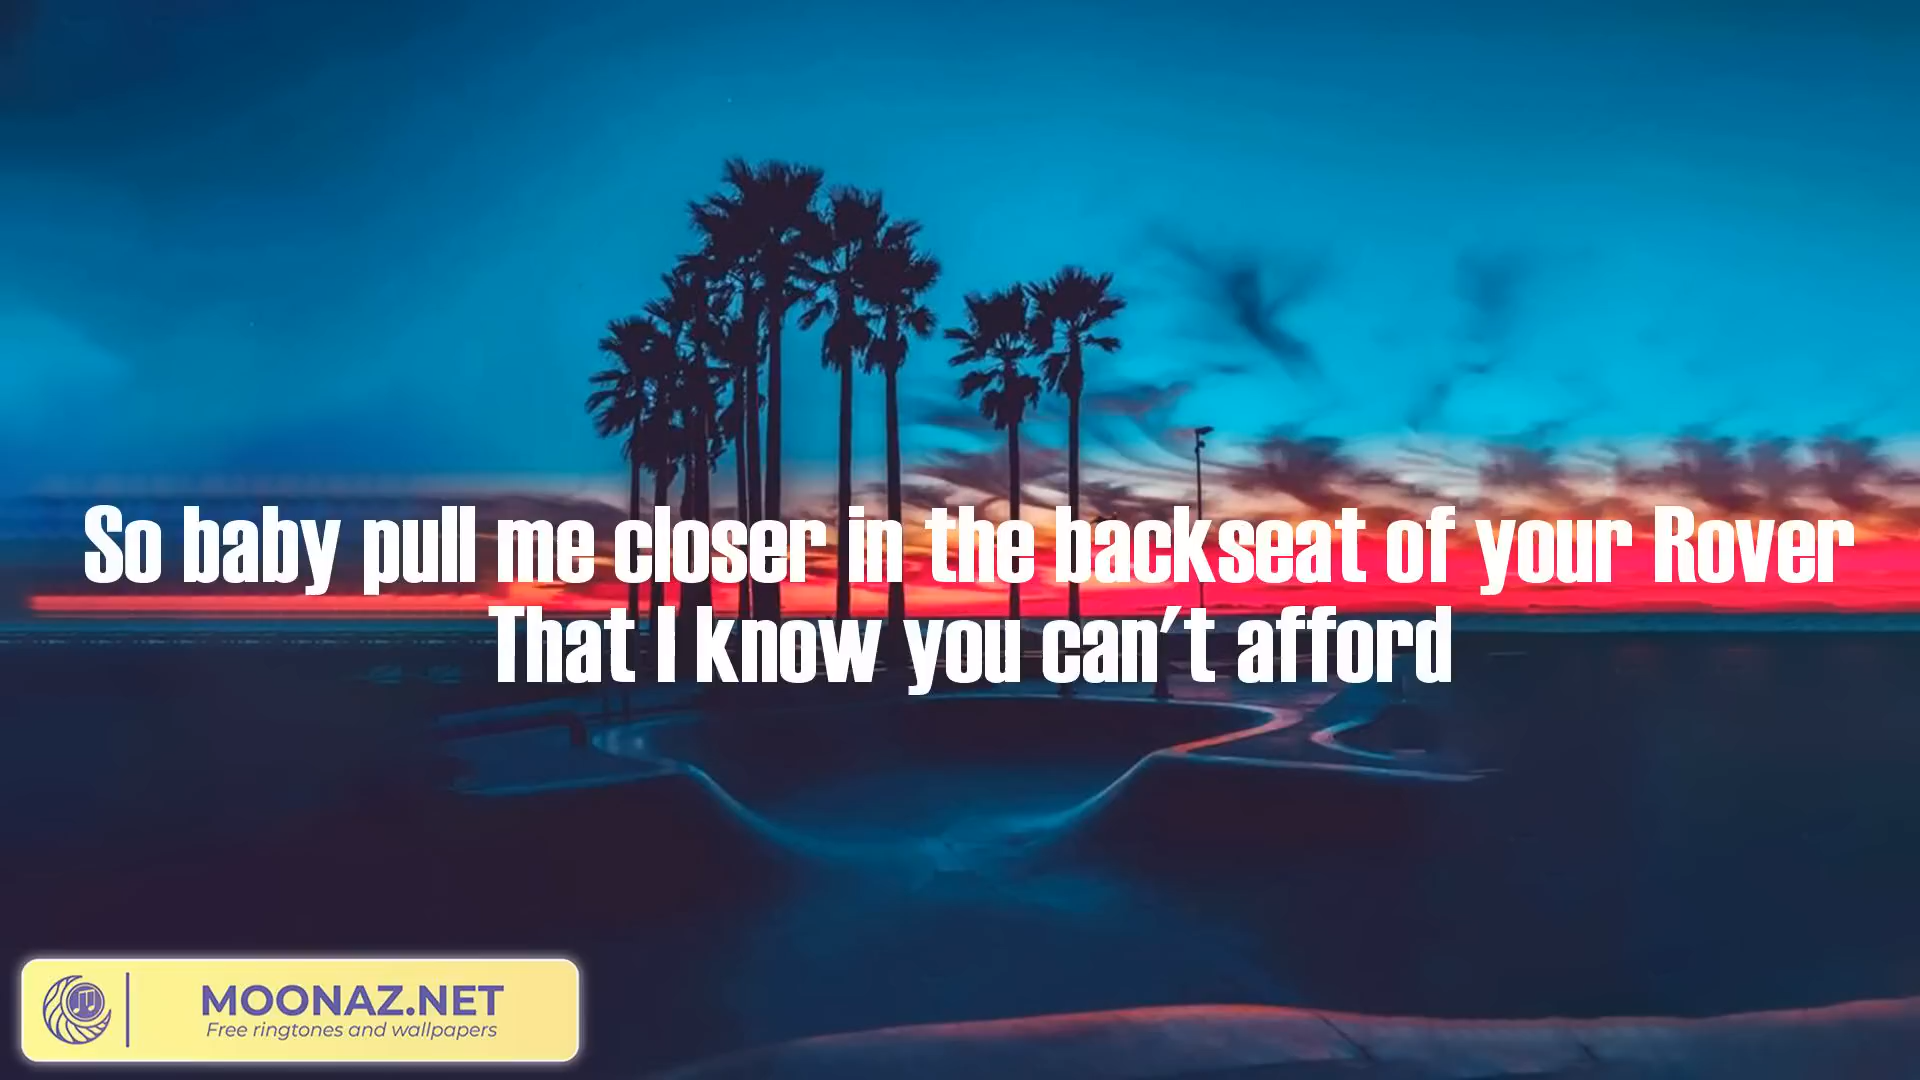 So baby pull me closer in the backseat of your Rover
That I know you can't afford
MOONAZ.NET
Free ringtones and wallpapers